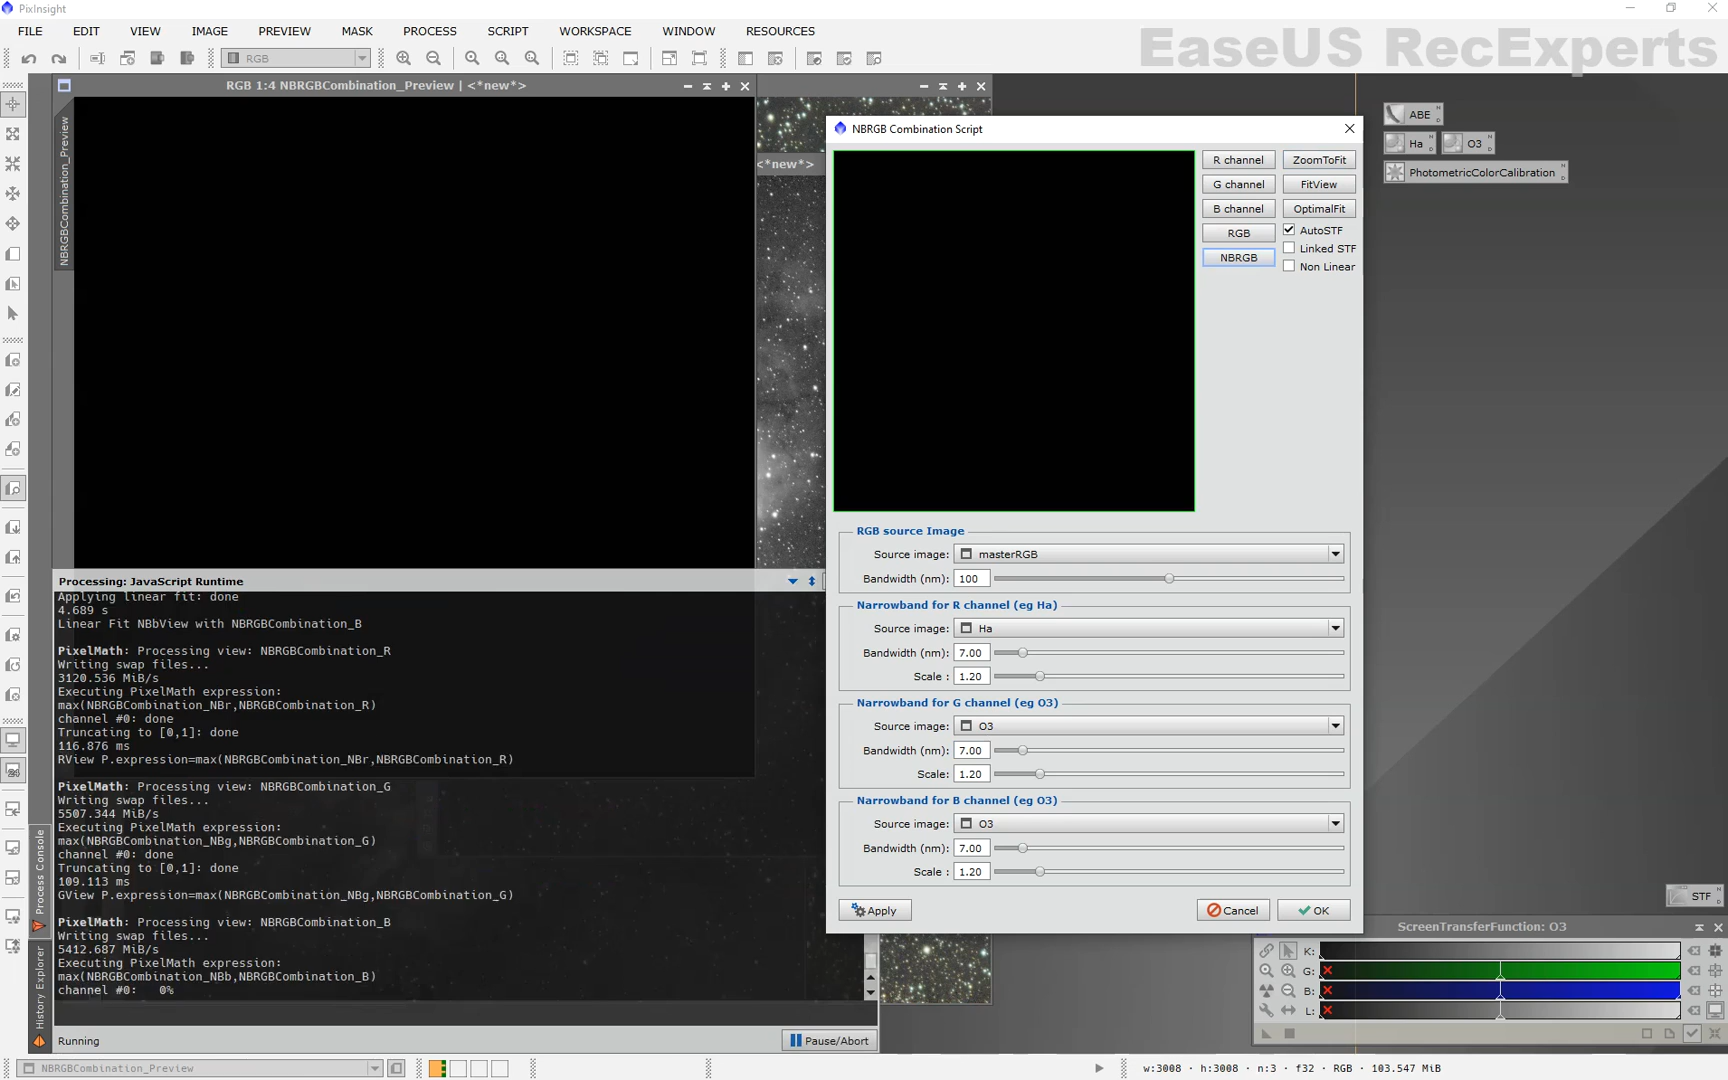 PixInsight
FILE EDIT VIEW IMAGE PREVIEW MASK PROCESS SCRIPT WORKSPACE WINDOW RESOURCES
EaseUS RecExperts
RGB
RGB 1:4 NBRGBCombination_Preview | <*new*>
NBRGBCombination_Preview
<*new*>
ABE
Ha O3
PhotometricColorCalibration
NBRGB Combination Script
R channel ZoomToFit
G channel FitView
B channel OptimalFit
RGB AutoSTF
Linked STF
NBRGB
Non Linear
RGB source Image
Source image: masterRGB
Bandwidth (nm): 100
Narrowband for R channel (eg Ha)
Source image: Ha
Bandwidth (nm): 7.00
Scale : 1.20
Narrowband for G channel (eg O3)
Source image: O3
Bandwidth (nm): 7.00
Scale: 1.20
Narrowband for B channel (eg O3)
Source image: O3
Bandwidth (nm): 7.00
Scale : 1.20
Apply Cancel OK
Processing: JavaScript Runtime
Applying linear fit: done
4.689 s
Linear Fit NBbView with NBRGBCombination_B
PixelMath: Processing view: NBRGBCombination_R
Writing swap files...
3120.536 MiB/s
Executing PixelMath expression:
max(NBRGBCombination_NBr,NBRGBCombination_R)
channel #0: done
Truncating to [0,1]: done
116.876 ms
RView P.expression=max(NBRGBCombination_NBr,NBRGBCombination_R)
PixelMath: Processing view: NBRGBCombination_G
Writing swap files...
5507.344 MiB/s
Executing PixelMath expression:
max(NBRGBCombination_NBg,NBRGBCombination_G)
channel #0: done
Truncating to [0,1]: done
109.113 ms
GView P.expression=max(NBRGBCombination_NBg,NBRGBCombination_G)
PixelMath: Processing view: NBRGBCombination_B
Writing swap files...
5412.687 MiB/s
Executing PixelMath expression:
max(NBRGBCombination_NBb,NBRGBCombination_B)
channel #0: 0%
Process Console
History Explorer
Running
Pause/Abort
STF
ScreenTransferFunction: O3
K:
G:
B:
L:
NBRGBCombination_Preview
w:3008 · h:3008 · n:3 · f32 · RGB · 103.547 MiB